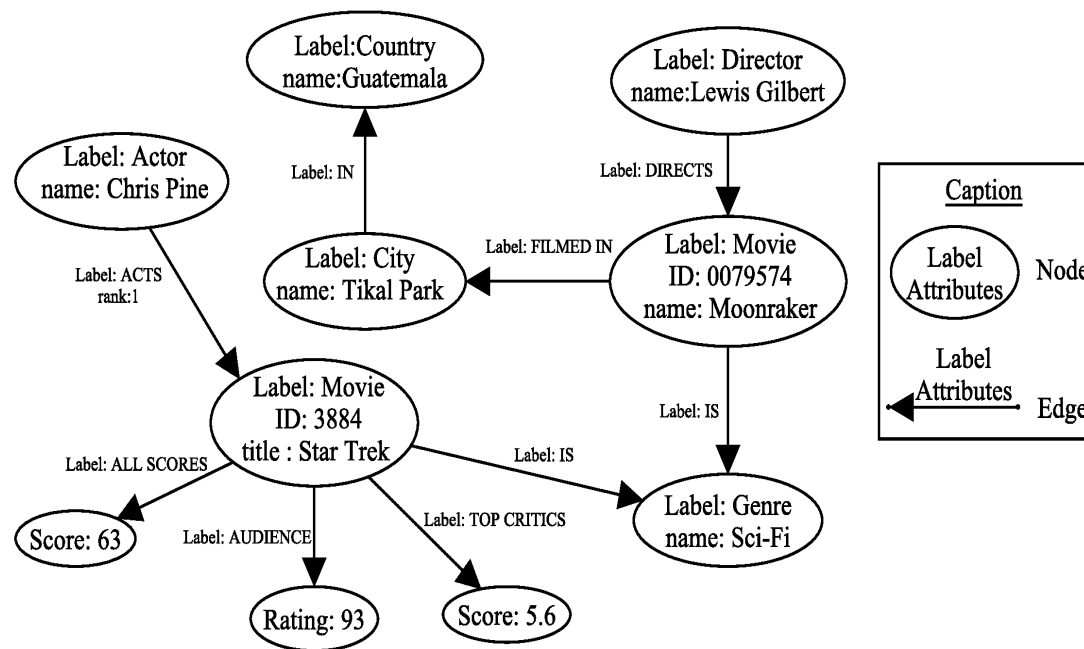 Label:Country
name:Guatemala
Label: Director
name:Lewis Gilbert
Label: Actor
name: Chris Pine
Label: IN
Label: DIRECTS
Label: ACTS
rank:1
Label: City
name: Tikal Park
Label: FILMED IN
Label: Movie
ID: 0079574
name: Moonraker
Label: Movie
ID: 3884
title : Star Trek
Label: IS
Label: IS
Label: ALL SCORES
Label: AUDIENCE
Label: TOP CRITICS
Label: Genre
name: Sci-Fi
Score: 63
Rating: 93
Score: 5.6
Caption
Label
Attributes
Node
Label
Attributes
Edge